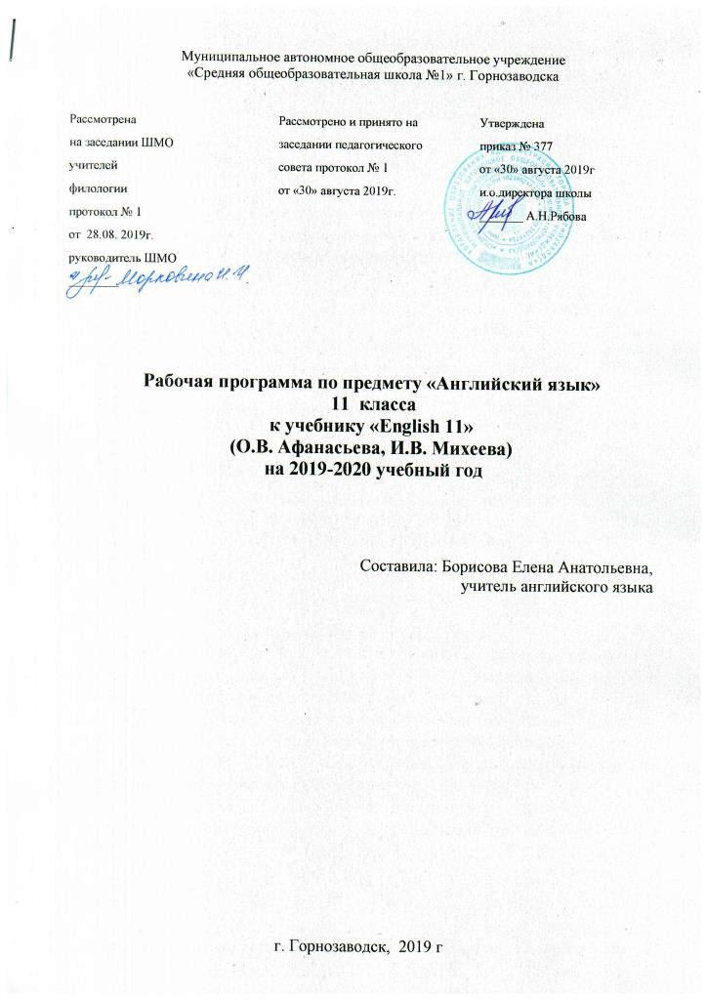 Муниципальное автономное общеобразовательное учреждение
«Средняя общеобразовательная школа №1» г. Горнозаводска
Рассмотрена
на заседании ШМО
учителей
филологии
протокол № 1
от 28.08. 2019г.
руководитель ШМО
Морковина И.И.
Рассмотрено и принято на
заседании педагогического
совета протокол № 1
от «30» августа 2019г.
Утверждена
приказ № 377
от «30» августа 2019г
и.о.директора школы
А.Н.Рябова
Рабочая программа по предмету «Английский язык»
11 класса
к учебнику «English 11»
(О.В. Афанасьева, И.В. Михеева)
на 2019-2020 учебный год
Составила: Борисова Елена Анатольевна,
учитель английского языка
г. Горнозаводск, 2019 г